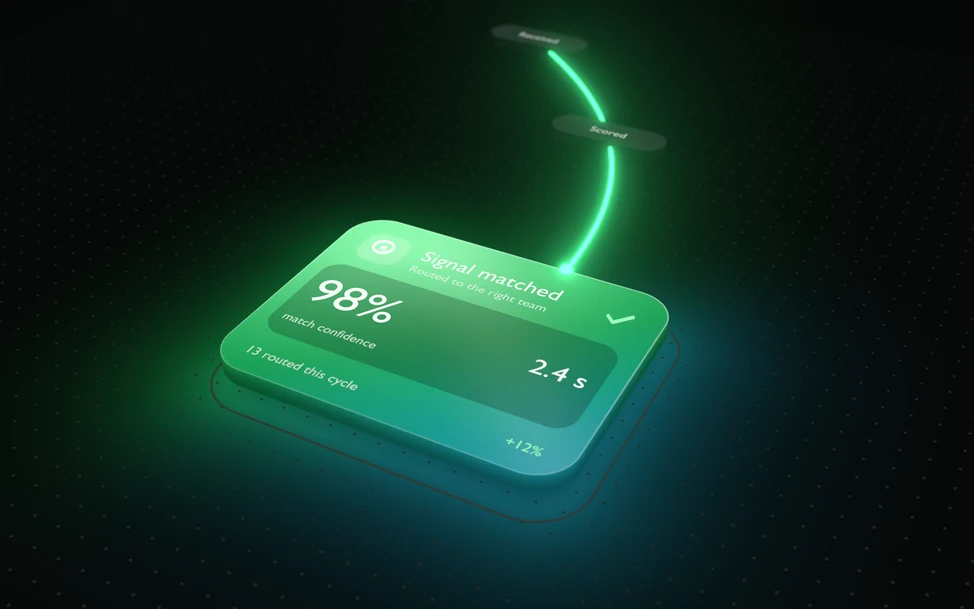 Received
Scored
Signal matched
Routed to the right team
98%
match confidence
2.4 s
13 routed this cycle
+12%